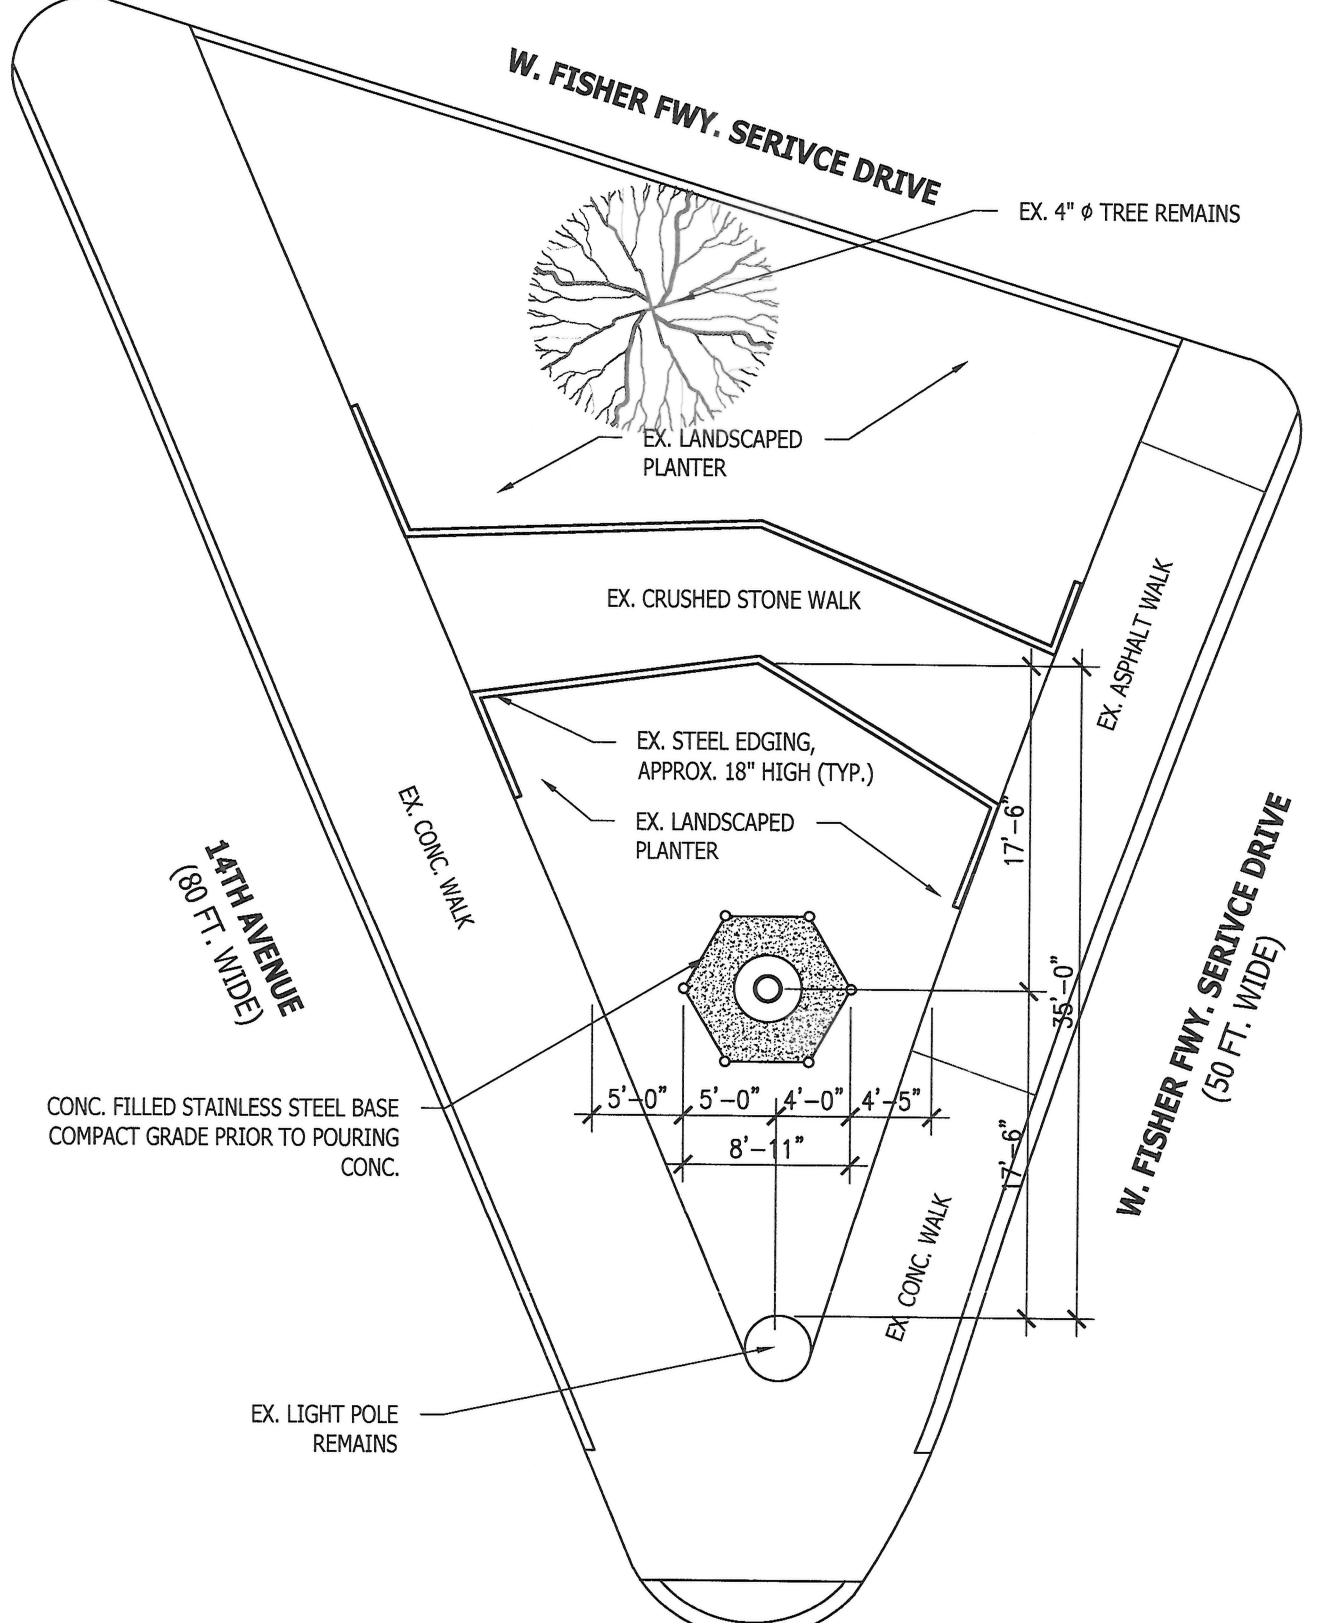 W. FISHER FWY. SERIVCE DRIVE
EX. 4" ϕ TREE REMAINS
EX. LANDSCAPED
PLANTER
EX. CRUSHED STONE WALK
EX. ASPHALT WALK
EX. STEEL EDGING,
APPROX. 18" HIGH (TYP.)
EX. LANDSCAPED
PLANTER
17'-6"
EX. CONC. WALK
14TH AVENUE
(80 FT. WIDE)
35'-0"
W. FISHER FWY. SERIVCE DRIVE
(50 FT. WIDE)
CONC. FILLED STAINLESS STEEL BASE
COMPACT GRADE PRIOR TO POURING
CONC.
5'-0" 5'-0" 4'-0" 4'-5"
8'-11"
17'-6"
EX. CONC. WALK
EX. LIGHT POLE
REMAINS